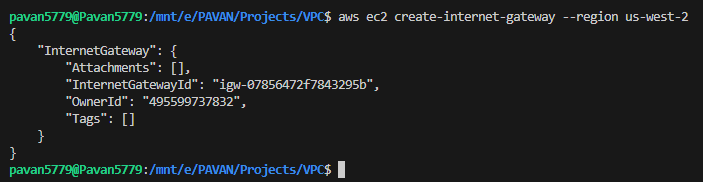 pavan5779@Pavan5779:/mnt/e/PAVAN/Projects/VPC$ aws ec2 create-internet-gateway --region us-west-2
{
    "InternetGateway": {
        "Attachments": [],
        "InternetGatewayId": "igw-07856472f7843295b",
        "OwnerId": "495599737832",
        "Tags": []
    }
}
pavan5779@Pavan5779:/mnt/e/PAVAN/Projects/VPC$